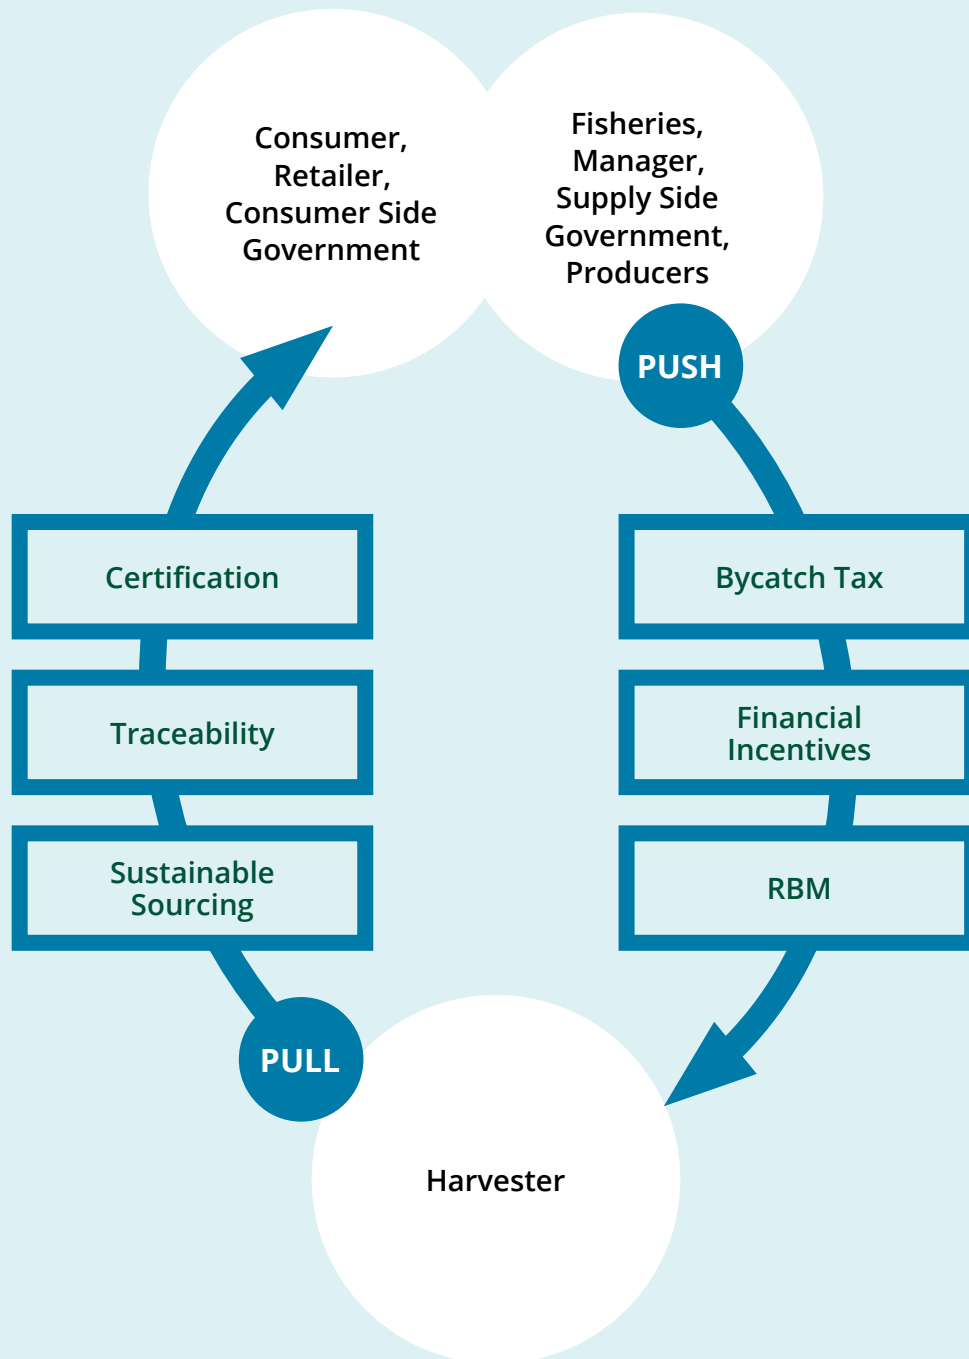 Consumer,
Retailer,
Consumer Side
Government
Fisheries,
Manager,
Supply Side
Government,
Producers
PUSH
Certification
Traceability
Sustainable
Sourcing
Bycatch Tax
Financial
Incentives
RBM
PULL
Harvester